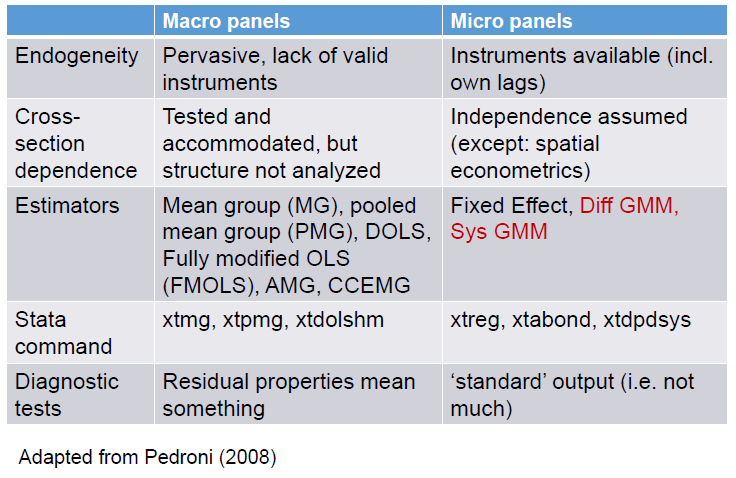 Macro panels Micro panels
Endogeneity Pervasive, lack of valid instruments Instruments available (incl. own lags)
Cross-section dependence Tested and accommodated, but structure not analyzed Independence assumed (except: spatial econometrics)
Estimators Mean group (MG), pooled mean group (PMG), DOLS, Fully modified OLS (FMOLS), AMG, CCEMG Fixed Effect, Diff GMM, Sys GMM
Stata command xtmg, xtpmg, xtdolshm xtreg, xtabond, xtdpdsys
Diagnostic tests Residual properties mean something ‘standard’ output (i.e. not much)
Adapted from Pedroni (2008)